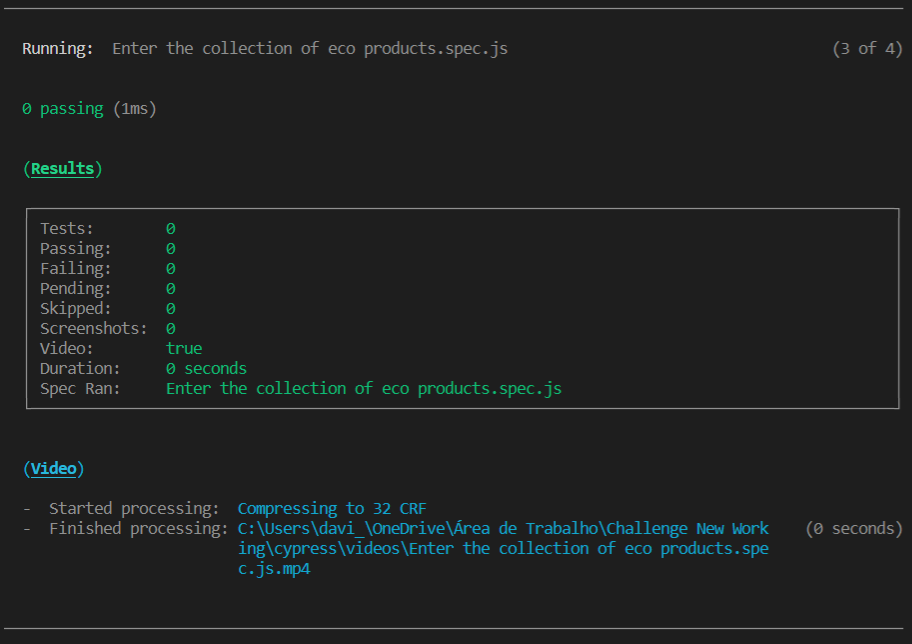 Running:  Enter the collection of eco products.spec.js (3 of 4)
0 passing (1ms)
(Results)
Tests: 0
Passing: 0
Failing: 0
Pending: 0
Skipped: 0
Screenshots: 0
Video: true
Duration: 0 seconds
Spec Ran: Enter the collection of eco products.spec.js
(Video)
- Started processing: Compressing to 32 CRF
- Finished processing: C:\Users\davi_\OneDrive\Área de Trabalho\Challenge New Work (0 seconds)
ing\cypress\videos\Enter the collection of eco products.spe
c.js.mp4